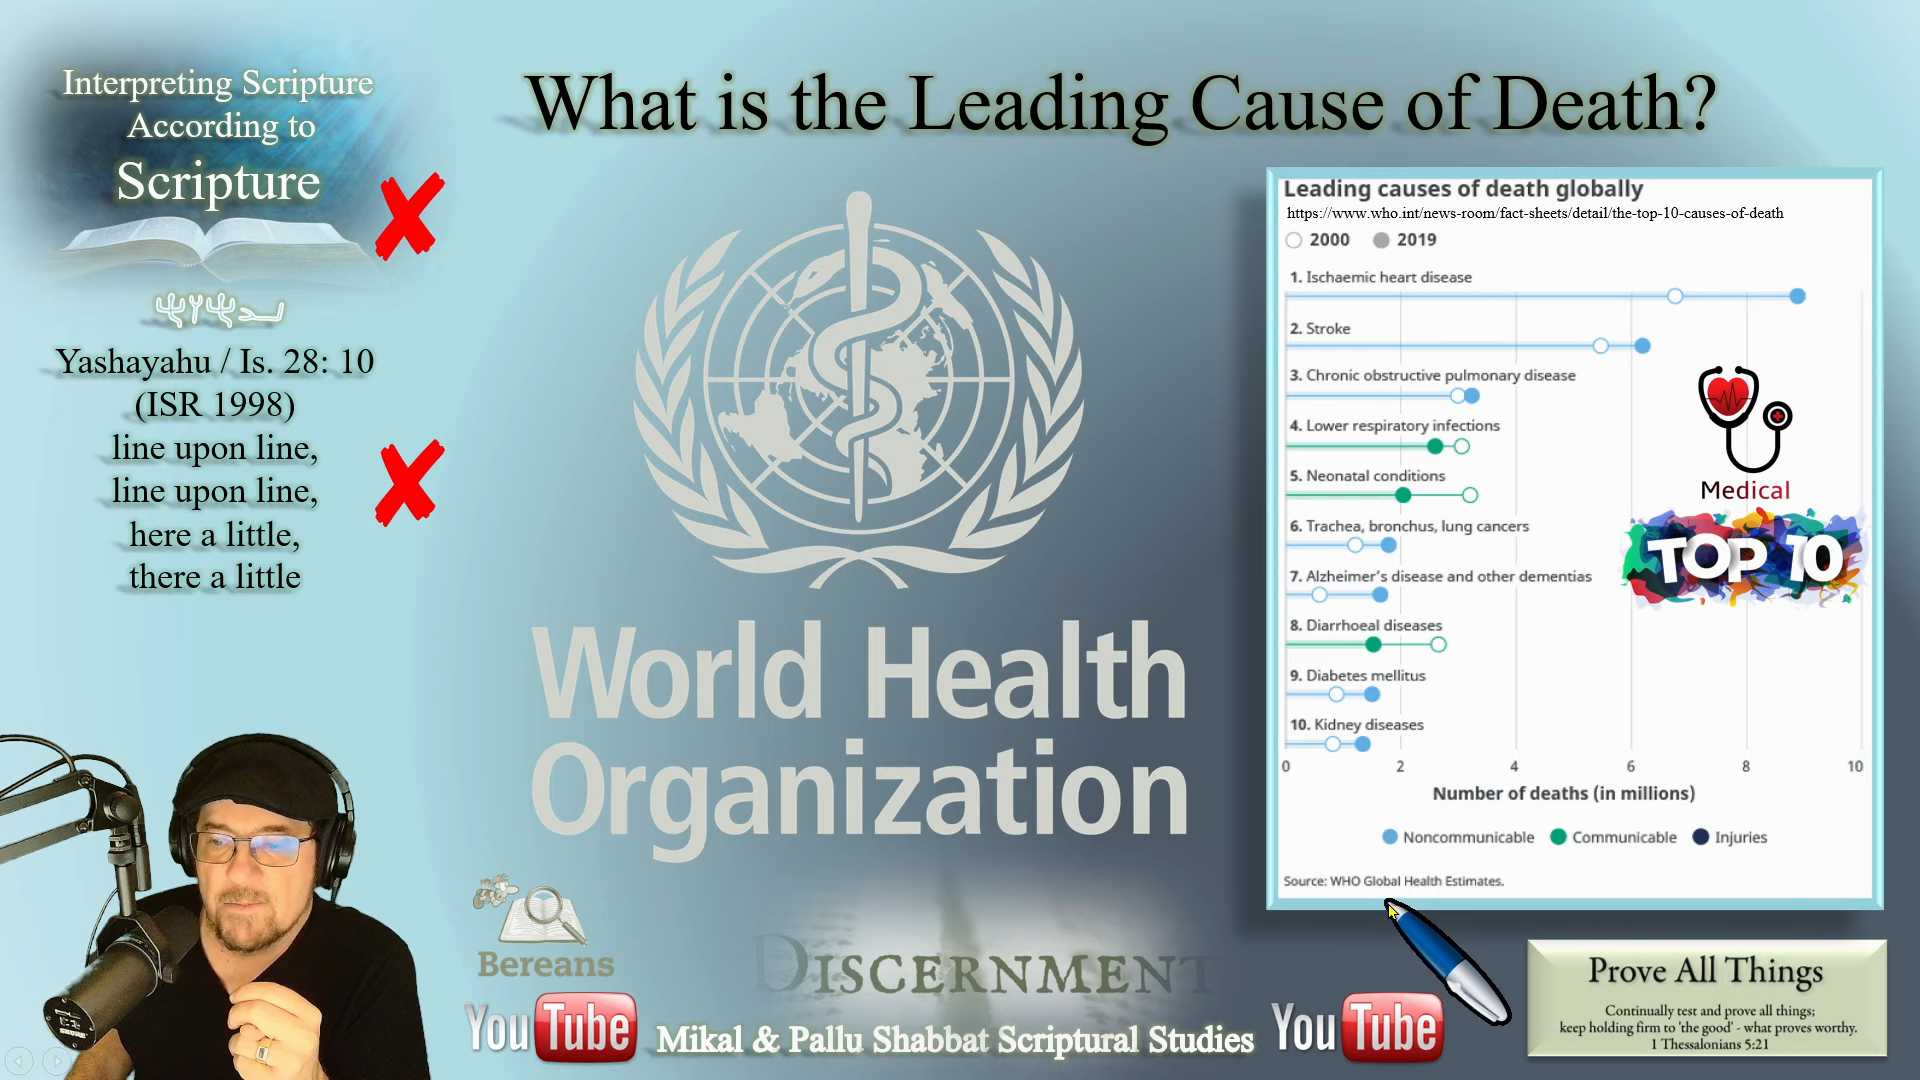 Interpreting Scripture
According to
Scripture
𐤉𐤄𐤅𐤄
Yashayahu / Is. 28: 10
(ISR 1998)
line upon line,
line upon line,
here a little,
there a little
What is the Leading Cause of Death?
World Health
Organization
Leading causes of death globally
https://www.who.int/news-room/fact-sheets/detail/the-top-10-causes-of-death
2000 2019
1. Ischaemic heart disease
2. Stroke
3. Chronic obstructive pulmonary disease
4. Lower respiratory infections
5. Neonatal conditions
6. Trachea, bronchus, lung cancers
7. Alzheimer's disease and other dementias
8. Diarrhoeal diseases
9. Diabetes mellitus
10. Kidney diseases
0 2 4 6 8 10
Number of deaths (in millions)
Noncommunicable Communicable Injuries
Source: WHO Global Health Estimates.
Medical
TOP 10
Bereans
DISCERNMENT
YouTube
Mikal & Pallu Shabbat Scriptural Studies
YouTube
Prove All Things
Continually test and prove all things;
keep holding firm to 'the good' - what proves worthy.
1 Thessalonians 5:21
SHURE